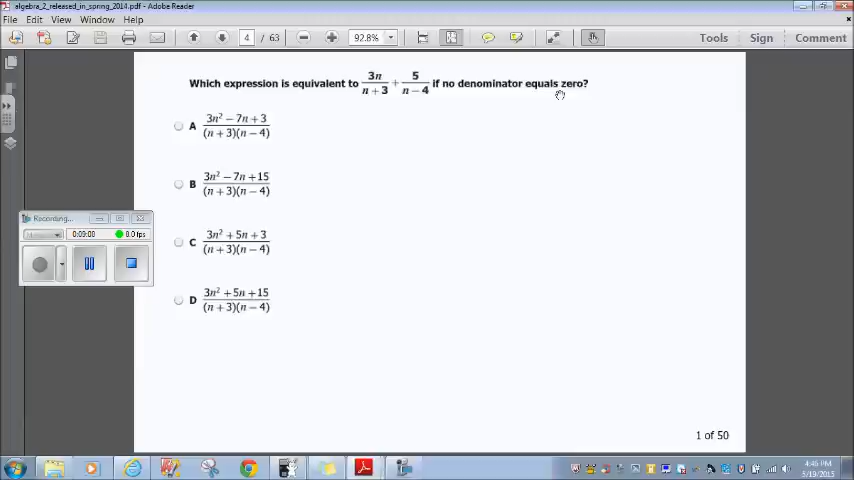 algebra_2_released_in_spring_2014.pdf - Adobe Reader
File Edit View Window Help
4 / 63 92.8% Tools Sign Comment
Which expression is equivalent to 3n/(n + 3) + 5/(n − 4) if no denominator equals zero?
A (3n² − 7n + 3)/((n + 3)(n − 4))
B (3n² − 7n + 15)/((n + 3)(n − 4))
Recording...
0:09:08 8.0 fps
C (3n² + 5n + 3)/((n + 3)(n − 4))
D (3n² + 5n + 15)/((n + 3)(n − 4))
1 of 50
4:46 PM
5/19/2015